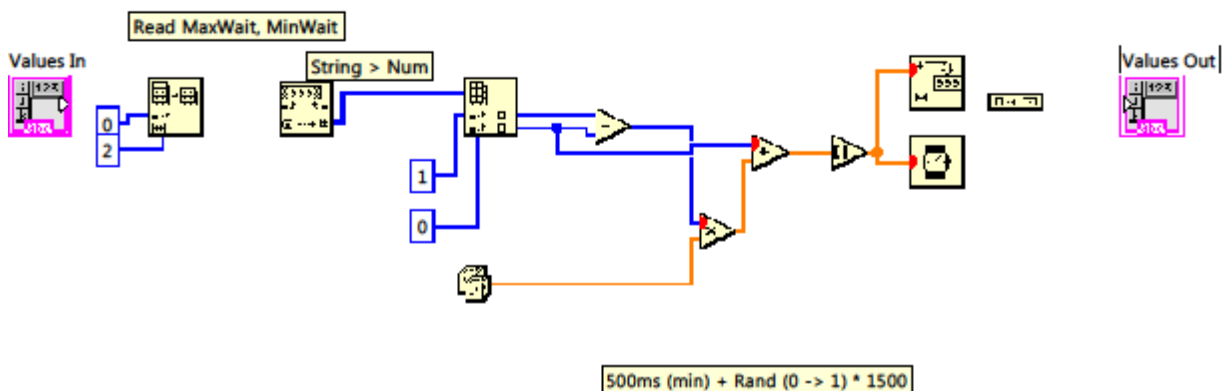 Read MaxWait, MinWait
Values In
String > Num
Values Out
0
2
1
0
500ms (min) + Rand (0 -> 1) * 1500